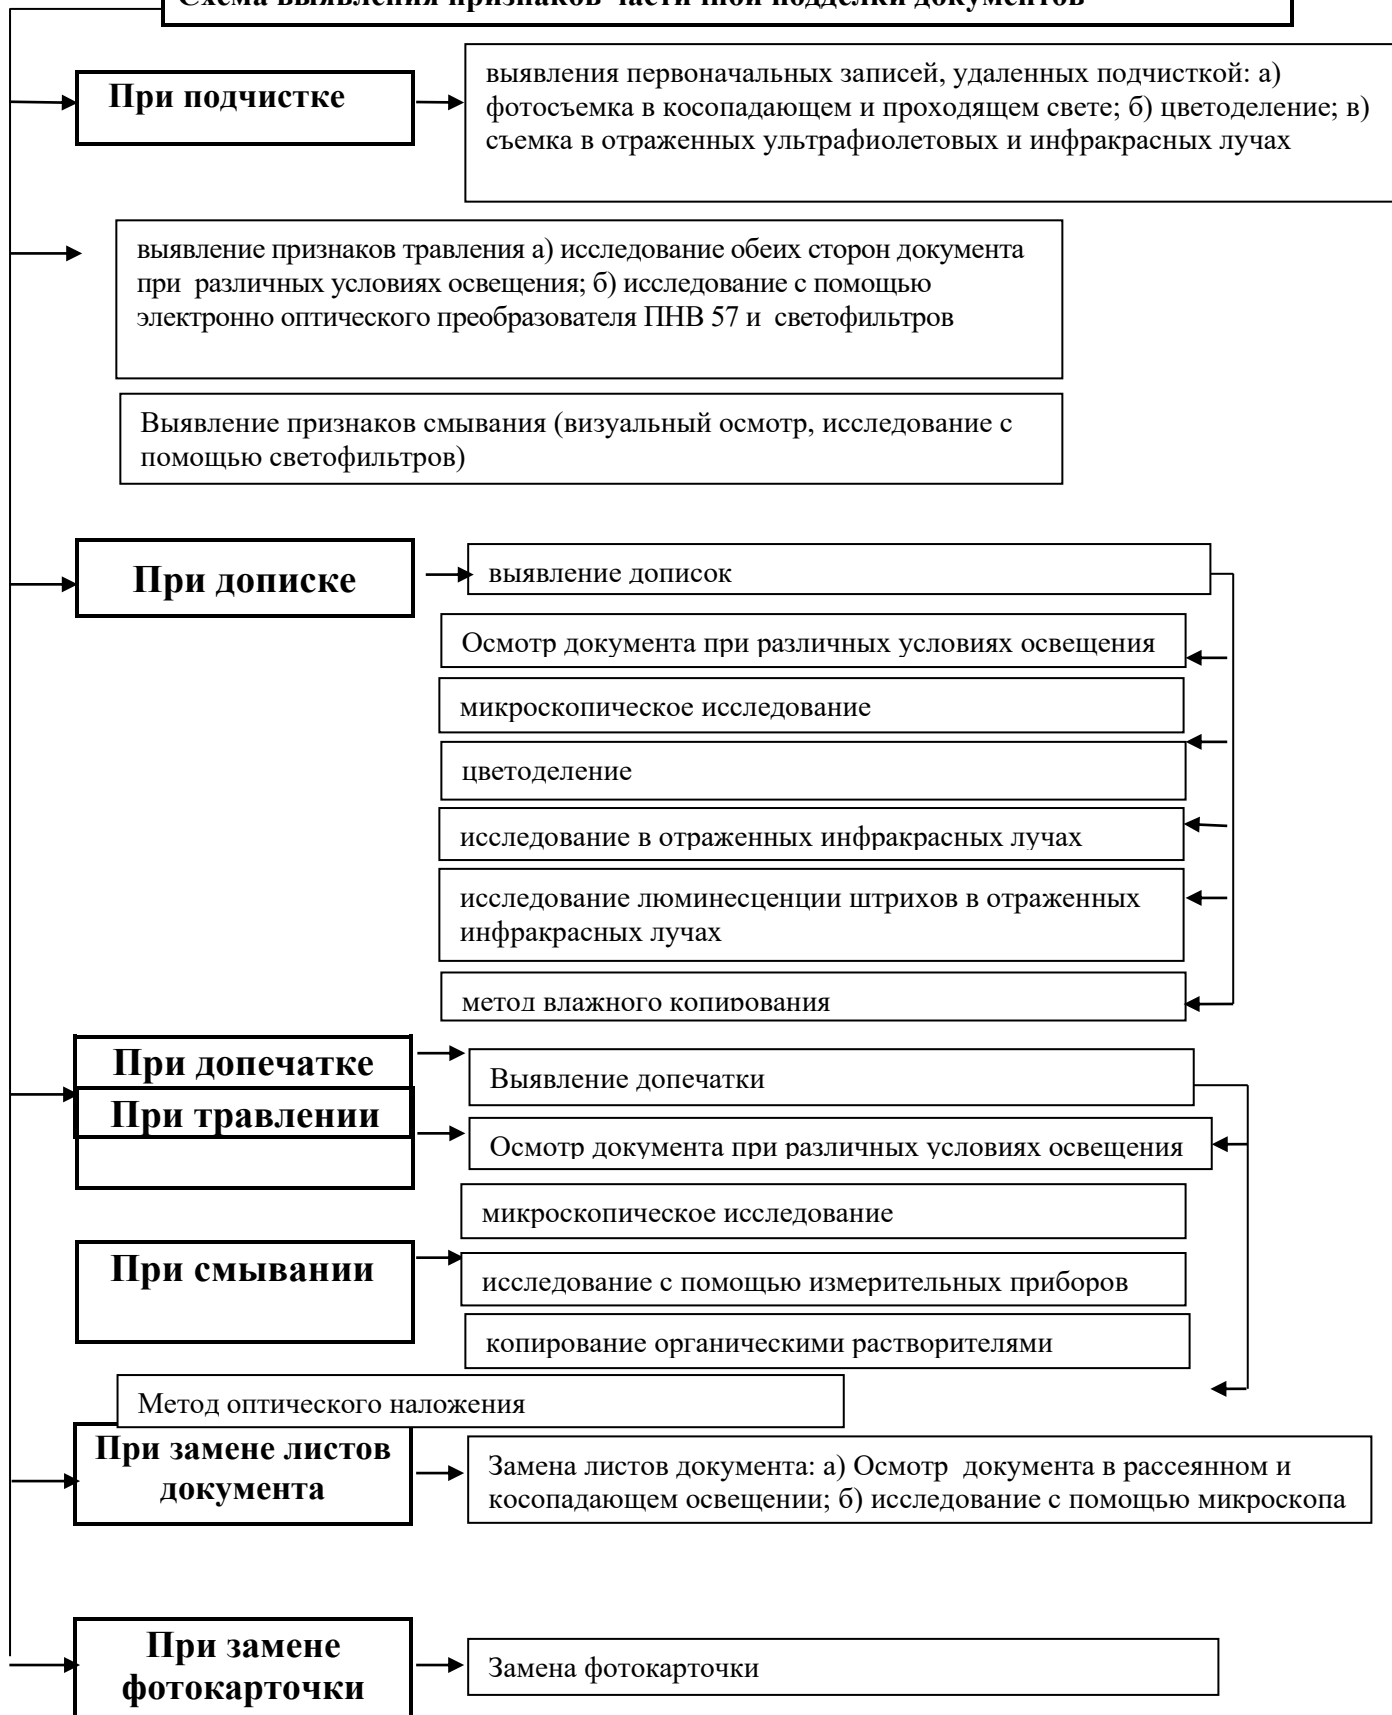 Схема выявления признаков частичной подделки документов
При подчистке
выявления первоначальных записей, удаленных подчисткой: а)
фотосъемка в косопадающем и проходящем свете; б) цветоделение; в)
съемка в отраженных ультрафиолетовых и инфракрасных лучах
выявление признаков травления а) исследование обеих сторон документа
при различных условиях освещения; б) исследование с помощью
электронно оптического преобразователя ПНВ 57 и светофильтров
Выявление признаков смывания (визуальный осмотр, исследование с
помощью светофильтров)
При дописке
выявление дописок
Осмотр документа при различных условиях освещения
микроскопическое исследование
цветоделение
исследование в отраженных инфракрасных лучах
исследование люминесценции штрихов в отраженных
инфракрасных лучах
метод влажного копирования
При допечатке
Выявление допечатки
При травлении
Осмотр документа при различных условиях освещения
микроскопическое исследование
При смывании
исследование с помощью измерительных приборов
копирование органическими растворителями
Метод оптического наложения
При замене листов
документа
Замена листов документа: а) Осмотр документа в рассеянном и
косопадающем освещении; б) исследование с помощью микроскопа
При замене
фотокарточки
Замена фотокарточки